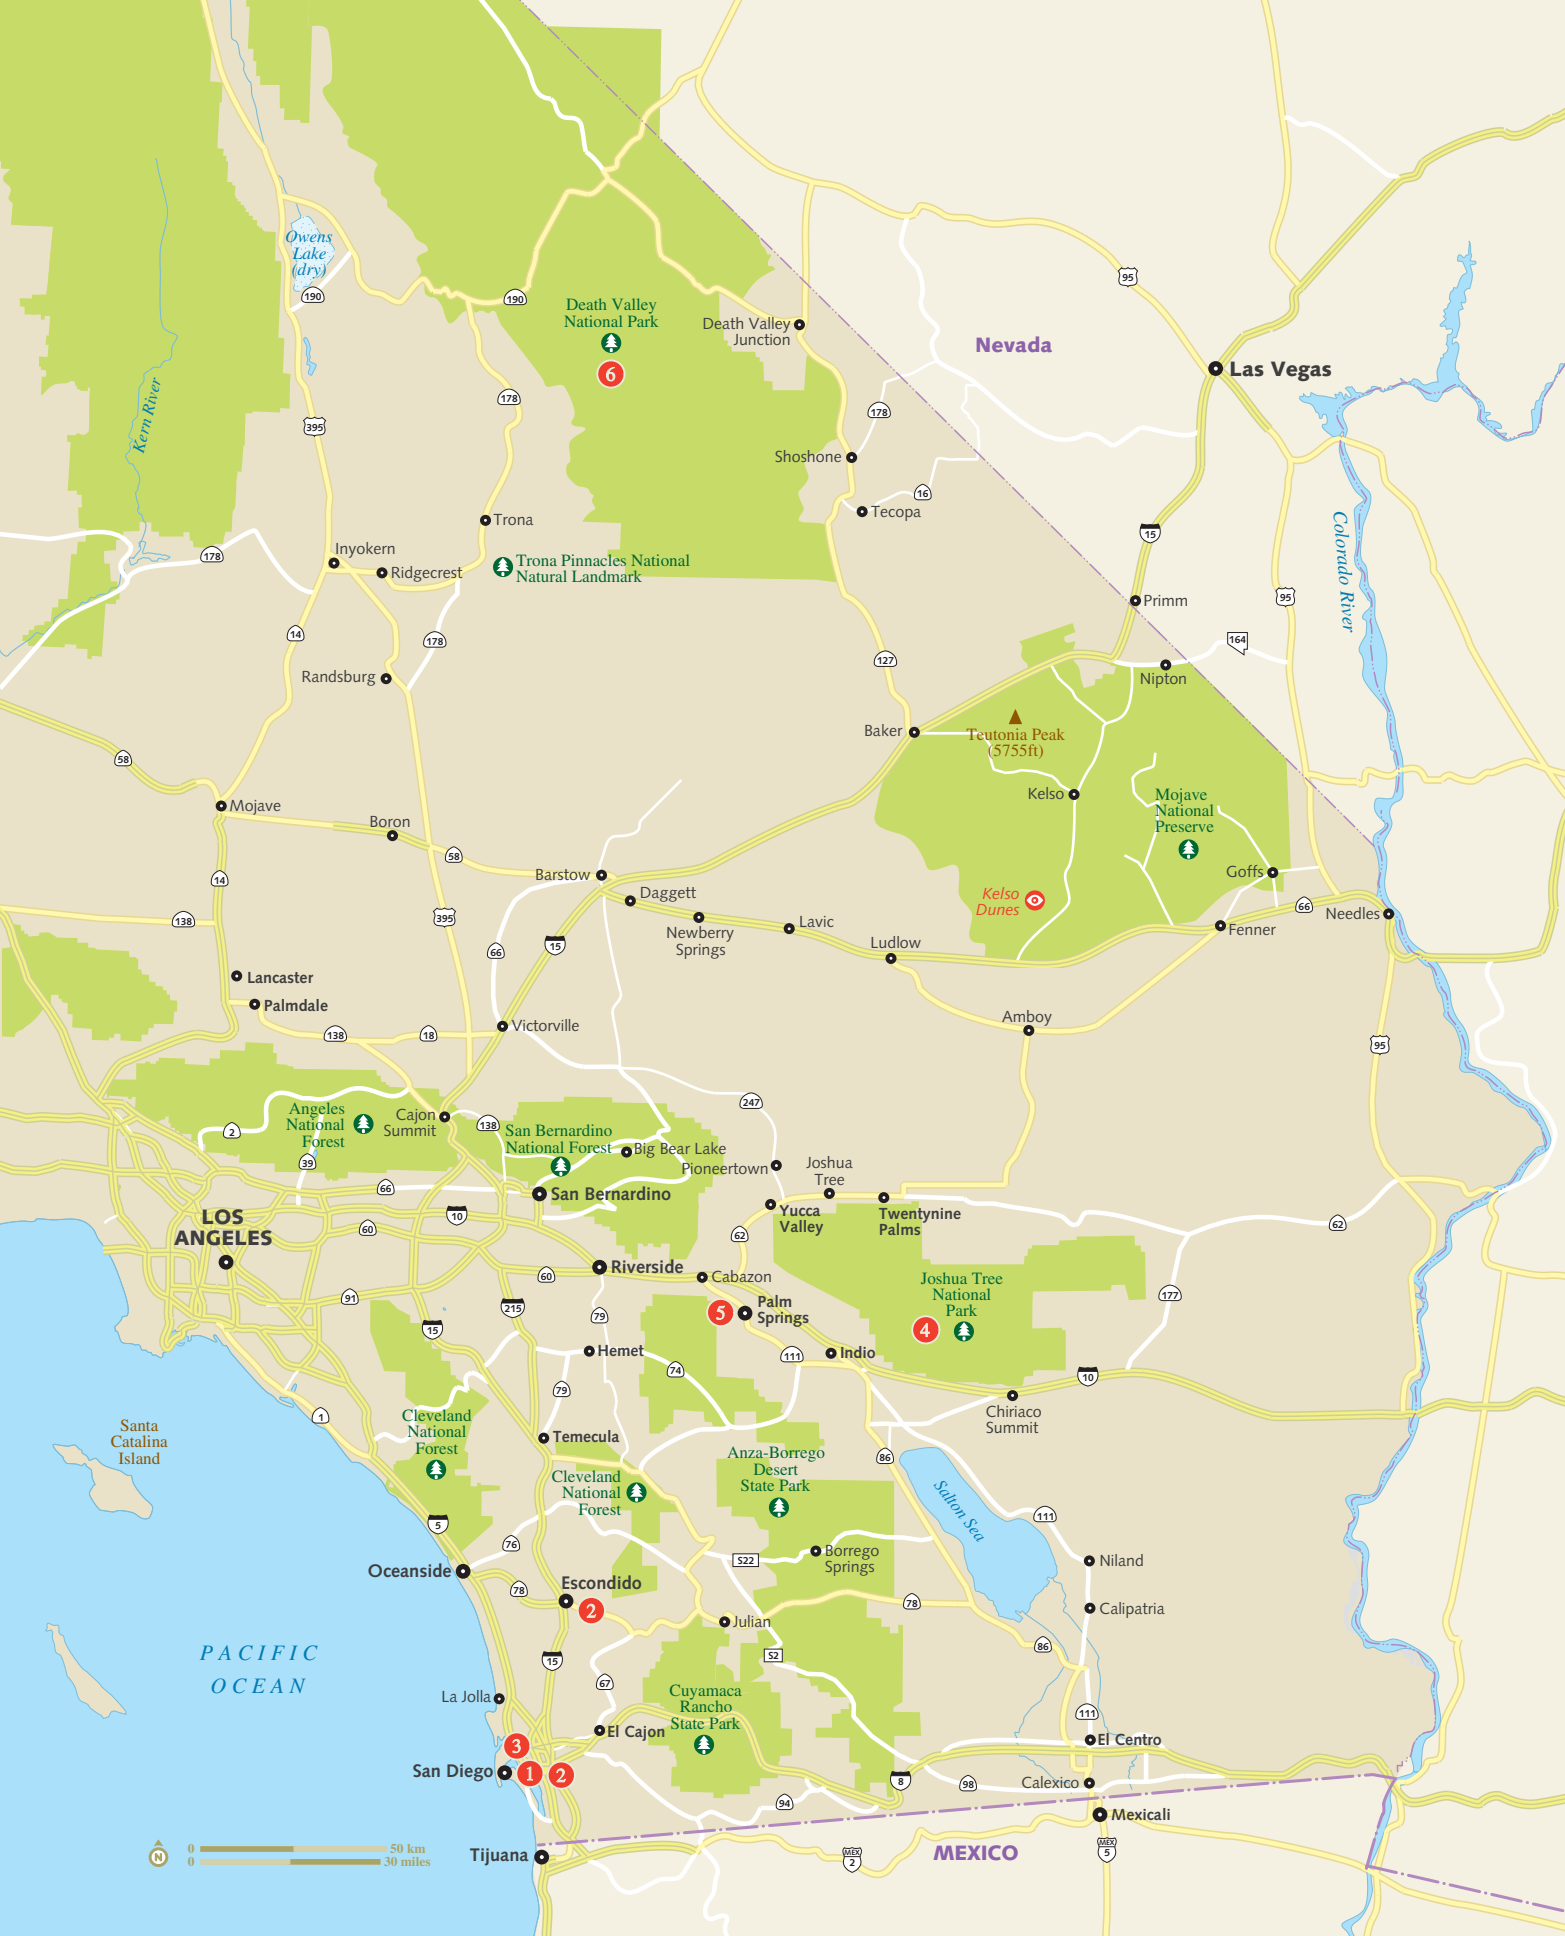 Owens
Lake
(dry)
190
190
Death Valley
National Park
6
Death Valley
Junction
Nevada
95
Las Vegas
Kern River
395
178
178
Shoshone
16
Tecopa
Trona
15
Colorado River
Inyokern
Ridgecrest
178
Trona Pinnacles National
Natural Landmark
Primm
95
14
178
164
127
Nipton
Randsburg
Baker
Teutonia Peak
(5755ft)
58
Kelso
Mojave
National
Preserve
Mojave
Boron
58
Barstow
Goffs
14
Daggett
Kelso
Dunes
66
Needles
138
395
Newberry
Springs
Lavic
Fenner
66
15
Ludlow
Lancaster
Palmdale
Victorville
Amboy
138
18
95
247
Angeles
National
Forest
Cajon
Summit
138
San Bernardino
National Forest
2
Big Bear Lake
39
Pioneertown
Joshua
Tree
66
San Bernardino
LOS
ANGELES
10
60
Yucca
Valley
Twentynine
Palms
62
62
60
Riverside
Cabazon
Joshua Tree
National
Park
91
215
79
5
Palm
Springs
4
177
15
Hemet
74
111
Indio
10
79
1
Chiriaco
Summit
Santa
Catalina
Island
Cleveland
National
Forest
Temecula
Anza-Borrego
Desert
State Park
86
Cleveland
National
Forest
Salton Sea
111
5
76
S22
Borrego
Springs
Niland
Oceanside
78
Escondido
2
78
Calipatria
Julian
86
PACIFIC
OCEAN
15
S2
67
La Jolla
Cuyamaca
Rancho
State Park
111
El Cajon
3
El Centro
San Diego
1
2
8
98
Calexico
94
Mexicali
0
50 km
0
30 miles
N
Tijuana
MEX
2
MEXICO
MEX
5